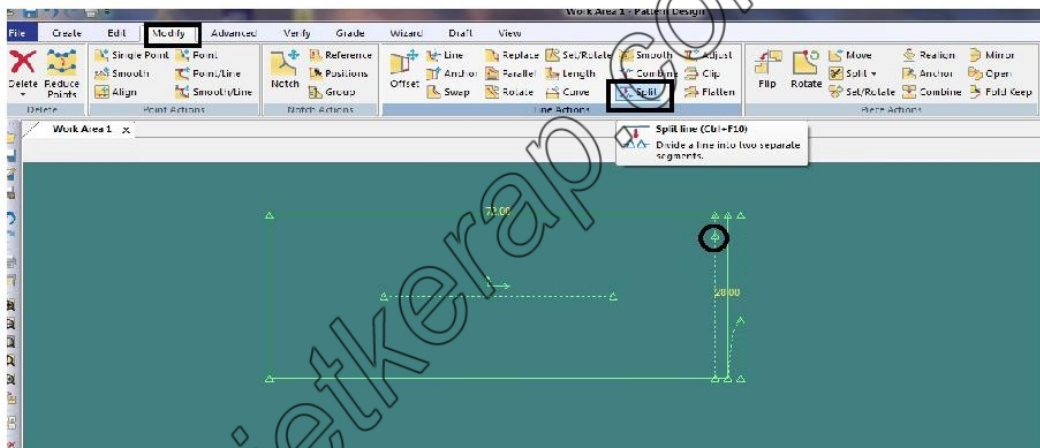 Work Area 1 - Pattern Design
File Create Edit Modify Advanced Verify Grade Wizard Draft View
Single Point Point Reference Line Replace Set/Rotate Smooth Adjust Move Realign Mirror
Smooth Point/Line Positions Anchor Parallel Length Combine Clip Split Anchor Open
Delete Reduce Points Align Smooth/Line Notch Group Offset Swap Rotate Curve Split Flatten Flip Rotate Set/Rotate Combine Fold Keep
Delete Point Actions Notch Actions Line Actions Piece Actions
Work Area 1 x
Split line (Ctrl+F10)
Divide a line into two separate
segments.
72.00
20.00